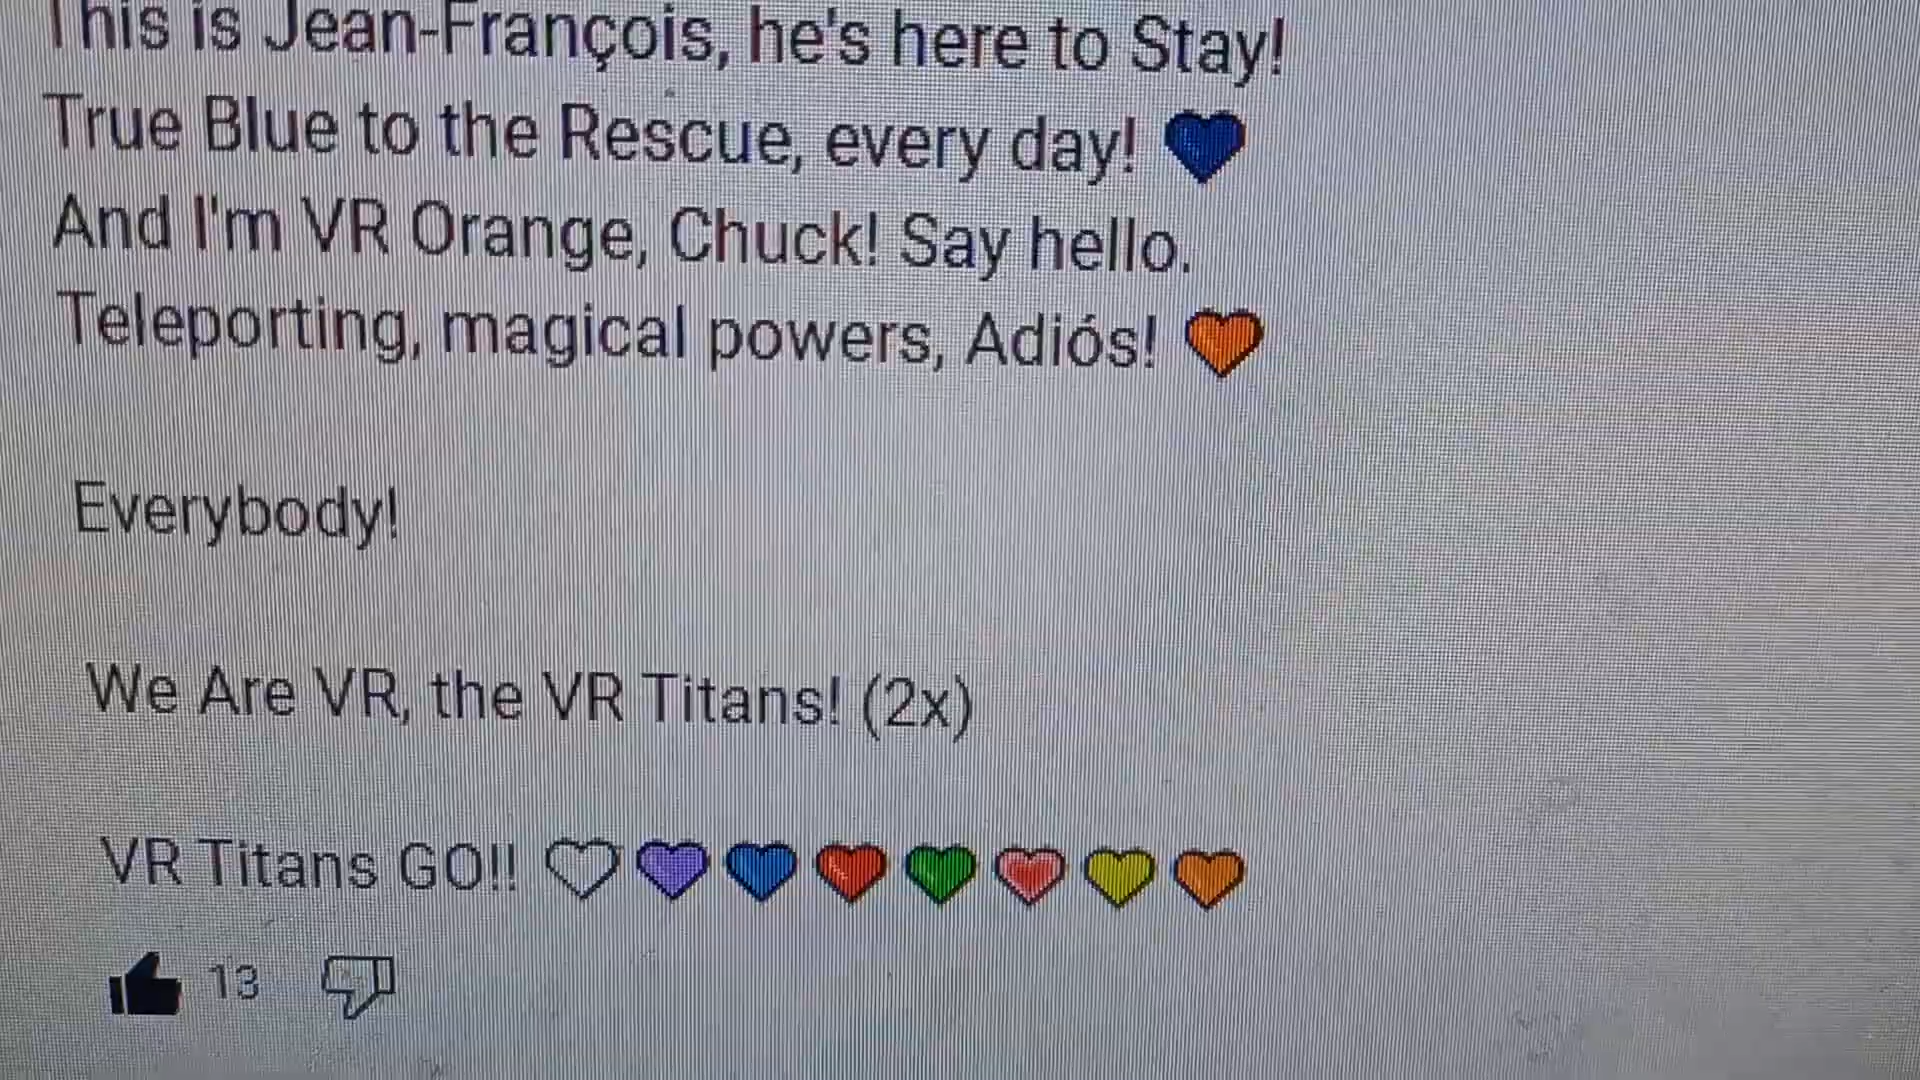 This is Jean-François, he's here to Stay!
True Blue to the Rescue, every day! 💙
And I'm VR Orange, Chuck! Say hello.
Teleporting, magical powers, Adiós! 🧡
Everybody!
We Are VR, the VR Titans! (2x)
VR Titans GO!! 🤍💜💙❤️💚🩷💛🧡
13